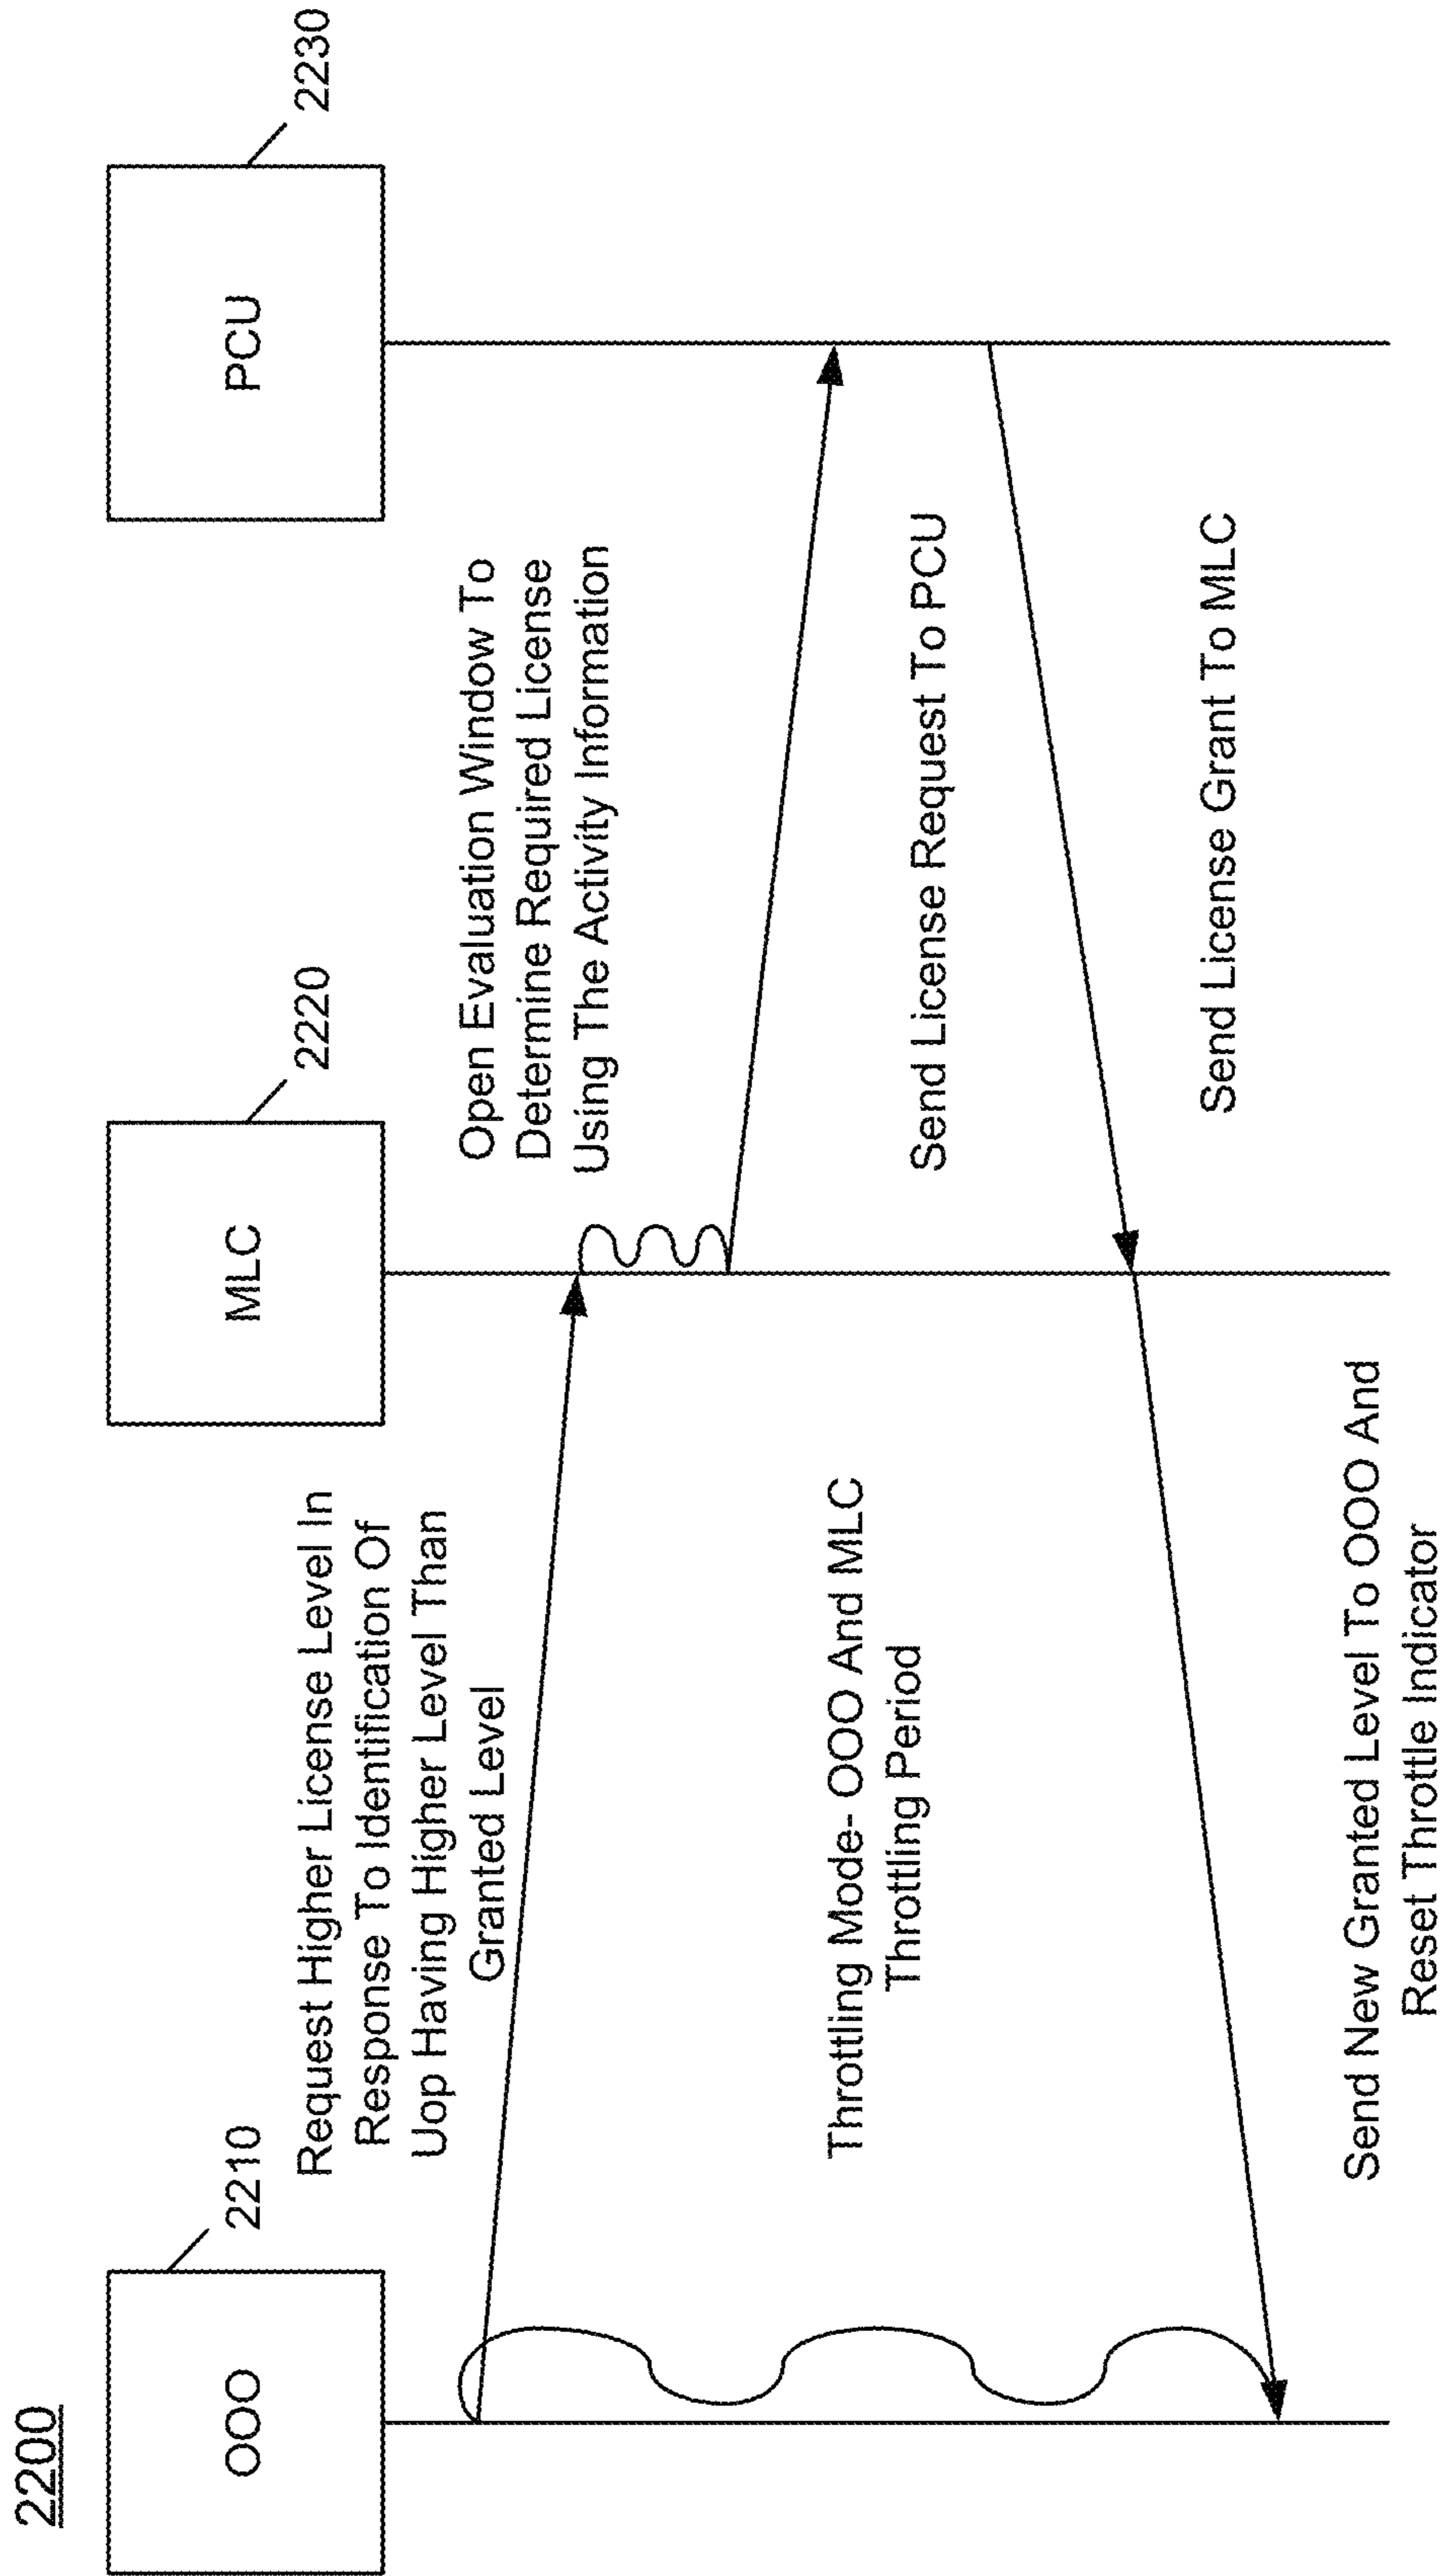 2200
OOO
2210
MLC
2220
PCU
2230
Request Higher License Level In
Response To Identification Of
Uop Having Higher Level Than
Granted Level
Open Evaluation Window To
Determine Required License
Using The Activity Information
Throttling Mode- OOO And MLC
Throttling Period
Send License Request To PCU
Send License Grant To MLC
Send New Granted Level To OOO And
Reset Throttle Indicator